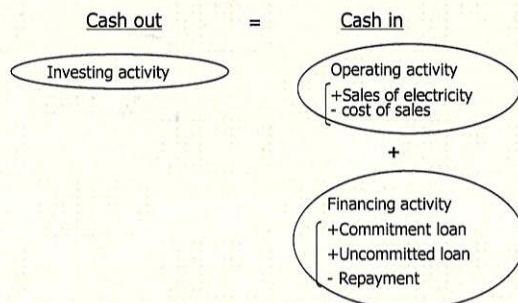 Cash out = Cash in
Investing activity
Operating activity
+Sales of electricity
- cost of sales
+
Financing activity
+Commitment loan
+Uncommitted loan
- Repayment